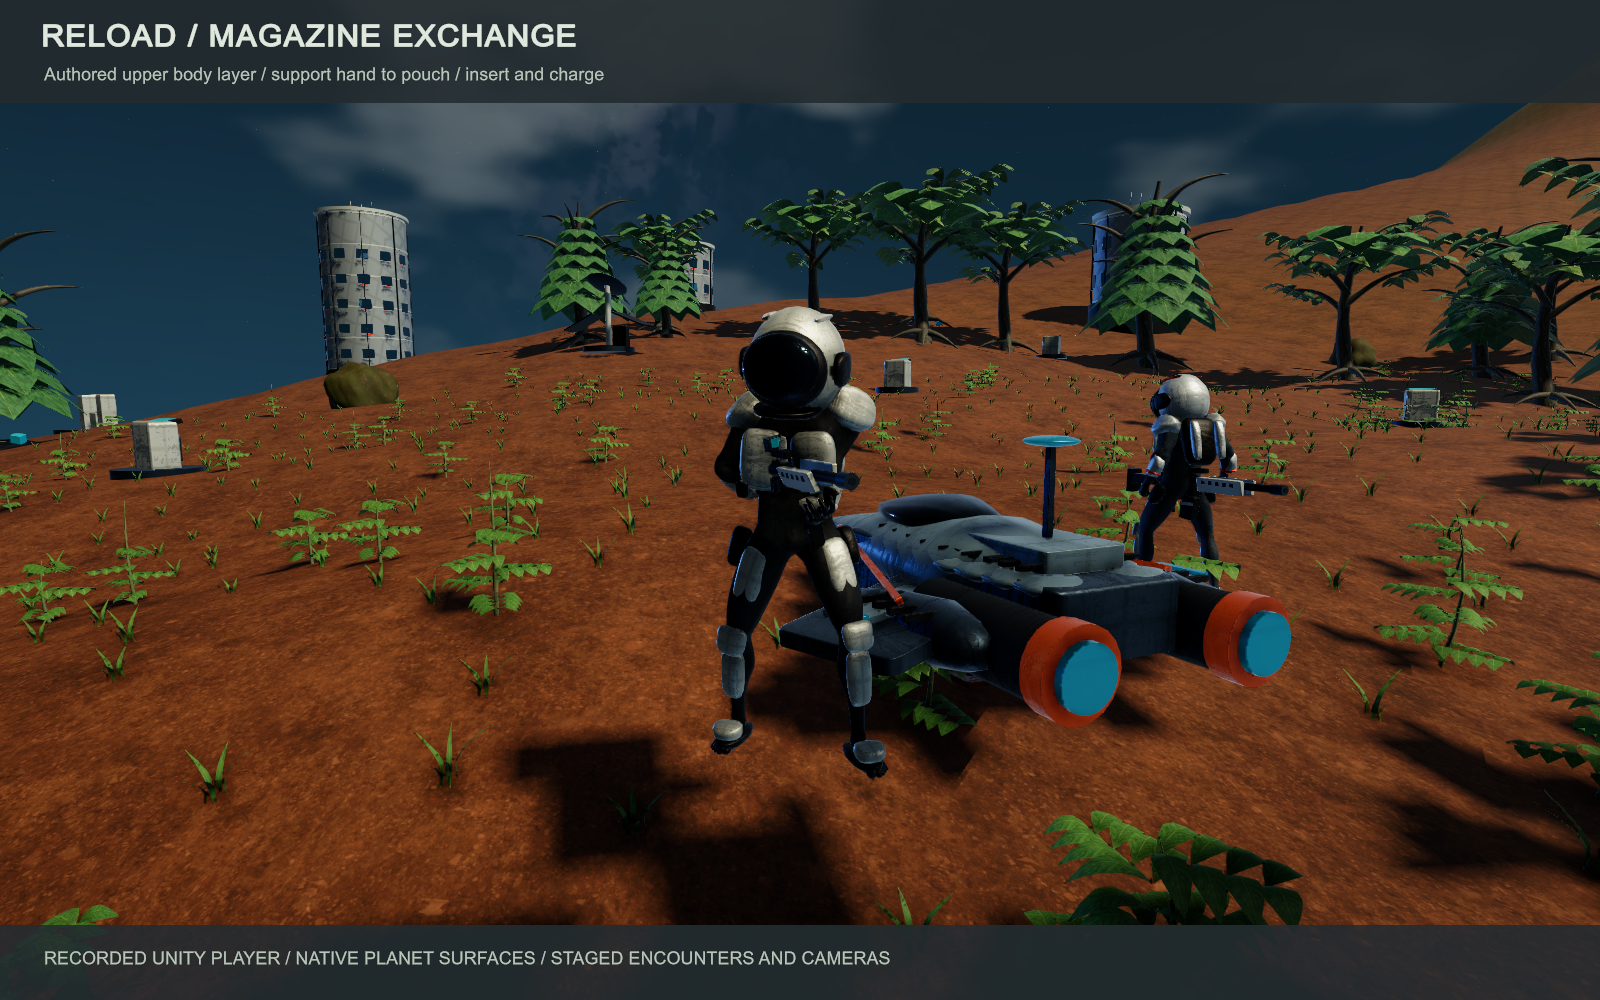 RELOAD / MAGAZINE EXCHANGE
Authored upper body layer / support hand to pouch / insert and charge
RECORDED UNITY PLAYER / NATIVE PLANET SURFACES / STAGED ENCOUNTERS AND CAMERAS